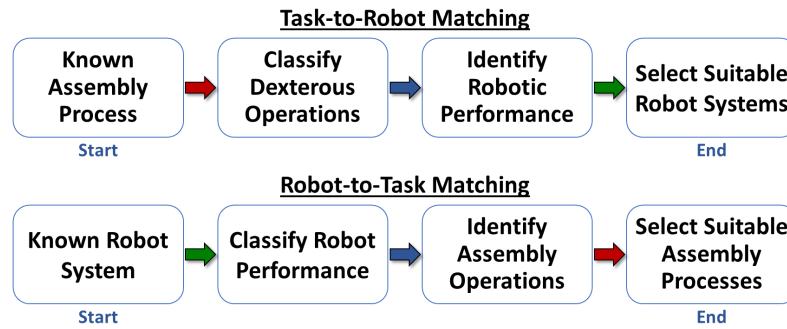 Task-to-Robot Matching
Known
Assembly
Process
Classify
Dexterous
Operations
Identify
Robotic
Performance
Select Suitable
Robot Systems
Start
End
Robot-to-Task Matching
Known Robot
System
Classify Robot
Performance
Identify
Assembly
Operations
Select Suitable
Assembly
Processes
Start
End